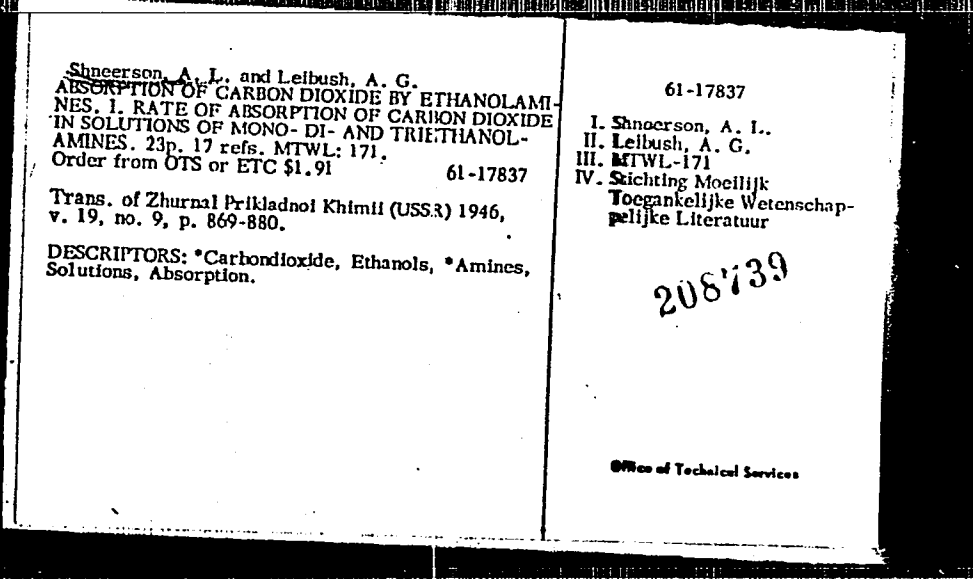 Shneerson, A. L. and Leibush, A. G.
ABSORPTION OF CARBON DIOXIDE BY ETHANOLAMI-
NES. I. RATE OF ABSORPTION OF CARBON DIOXIDE
IN SOLUTIONS OF MONO- DI- AND TRIETHANOL-
AMINES. 23p. 17 refs. MTWL: 171.
Order from OTS or ETC $1.91 61-17837
Trans. of Zhurnal Prikladnoi Khimii (USSR) 1946,
v. 19, no. 9, p. 869-880.
DESCRIPTORS: *Carbondioxide, Ethanols, *Amines,
Solutions, Absorption.
61-17837
I. Shneerson, A. L.
II. Leibush, A. G.
III. MTWL-171
IV. Stichting Moeilijk
Toegankelijke Wetenschap-
pelijke Literatuur
208739
Office of Technical Services